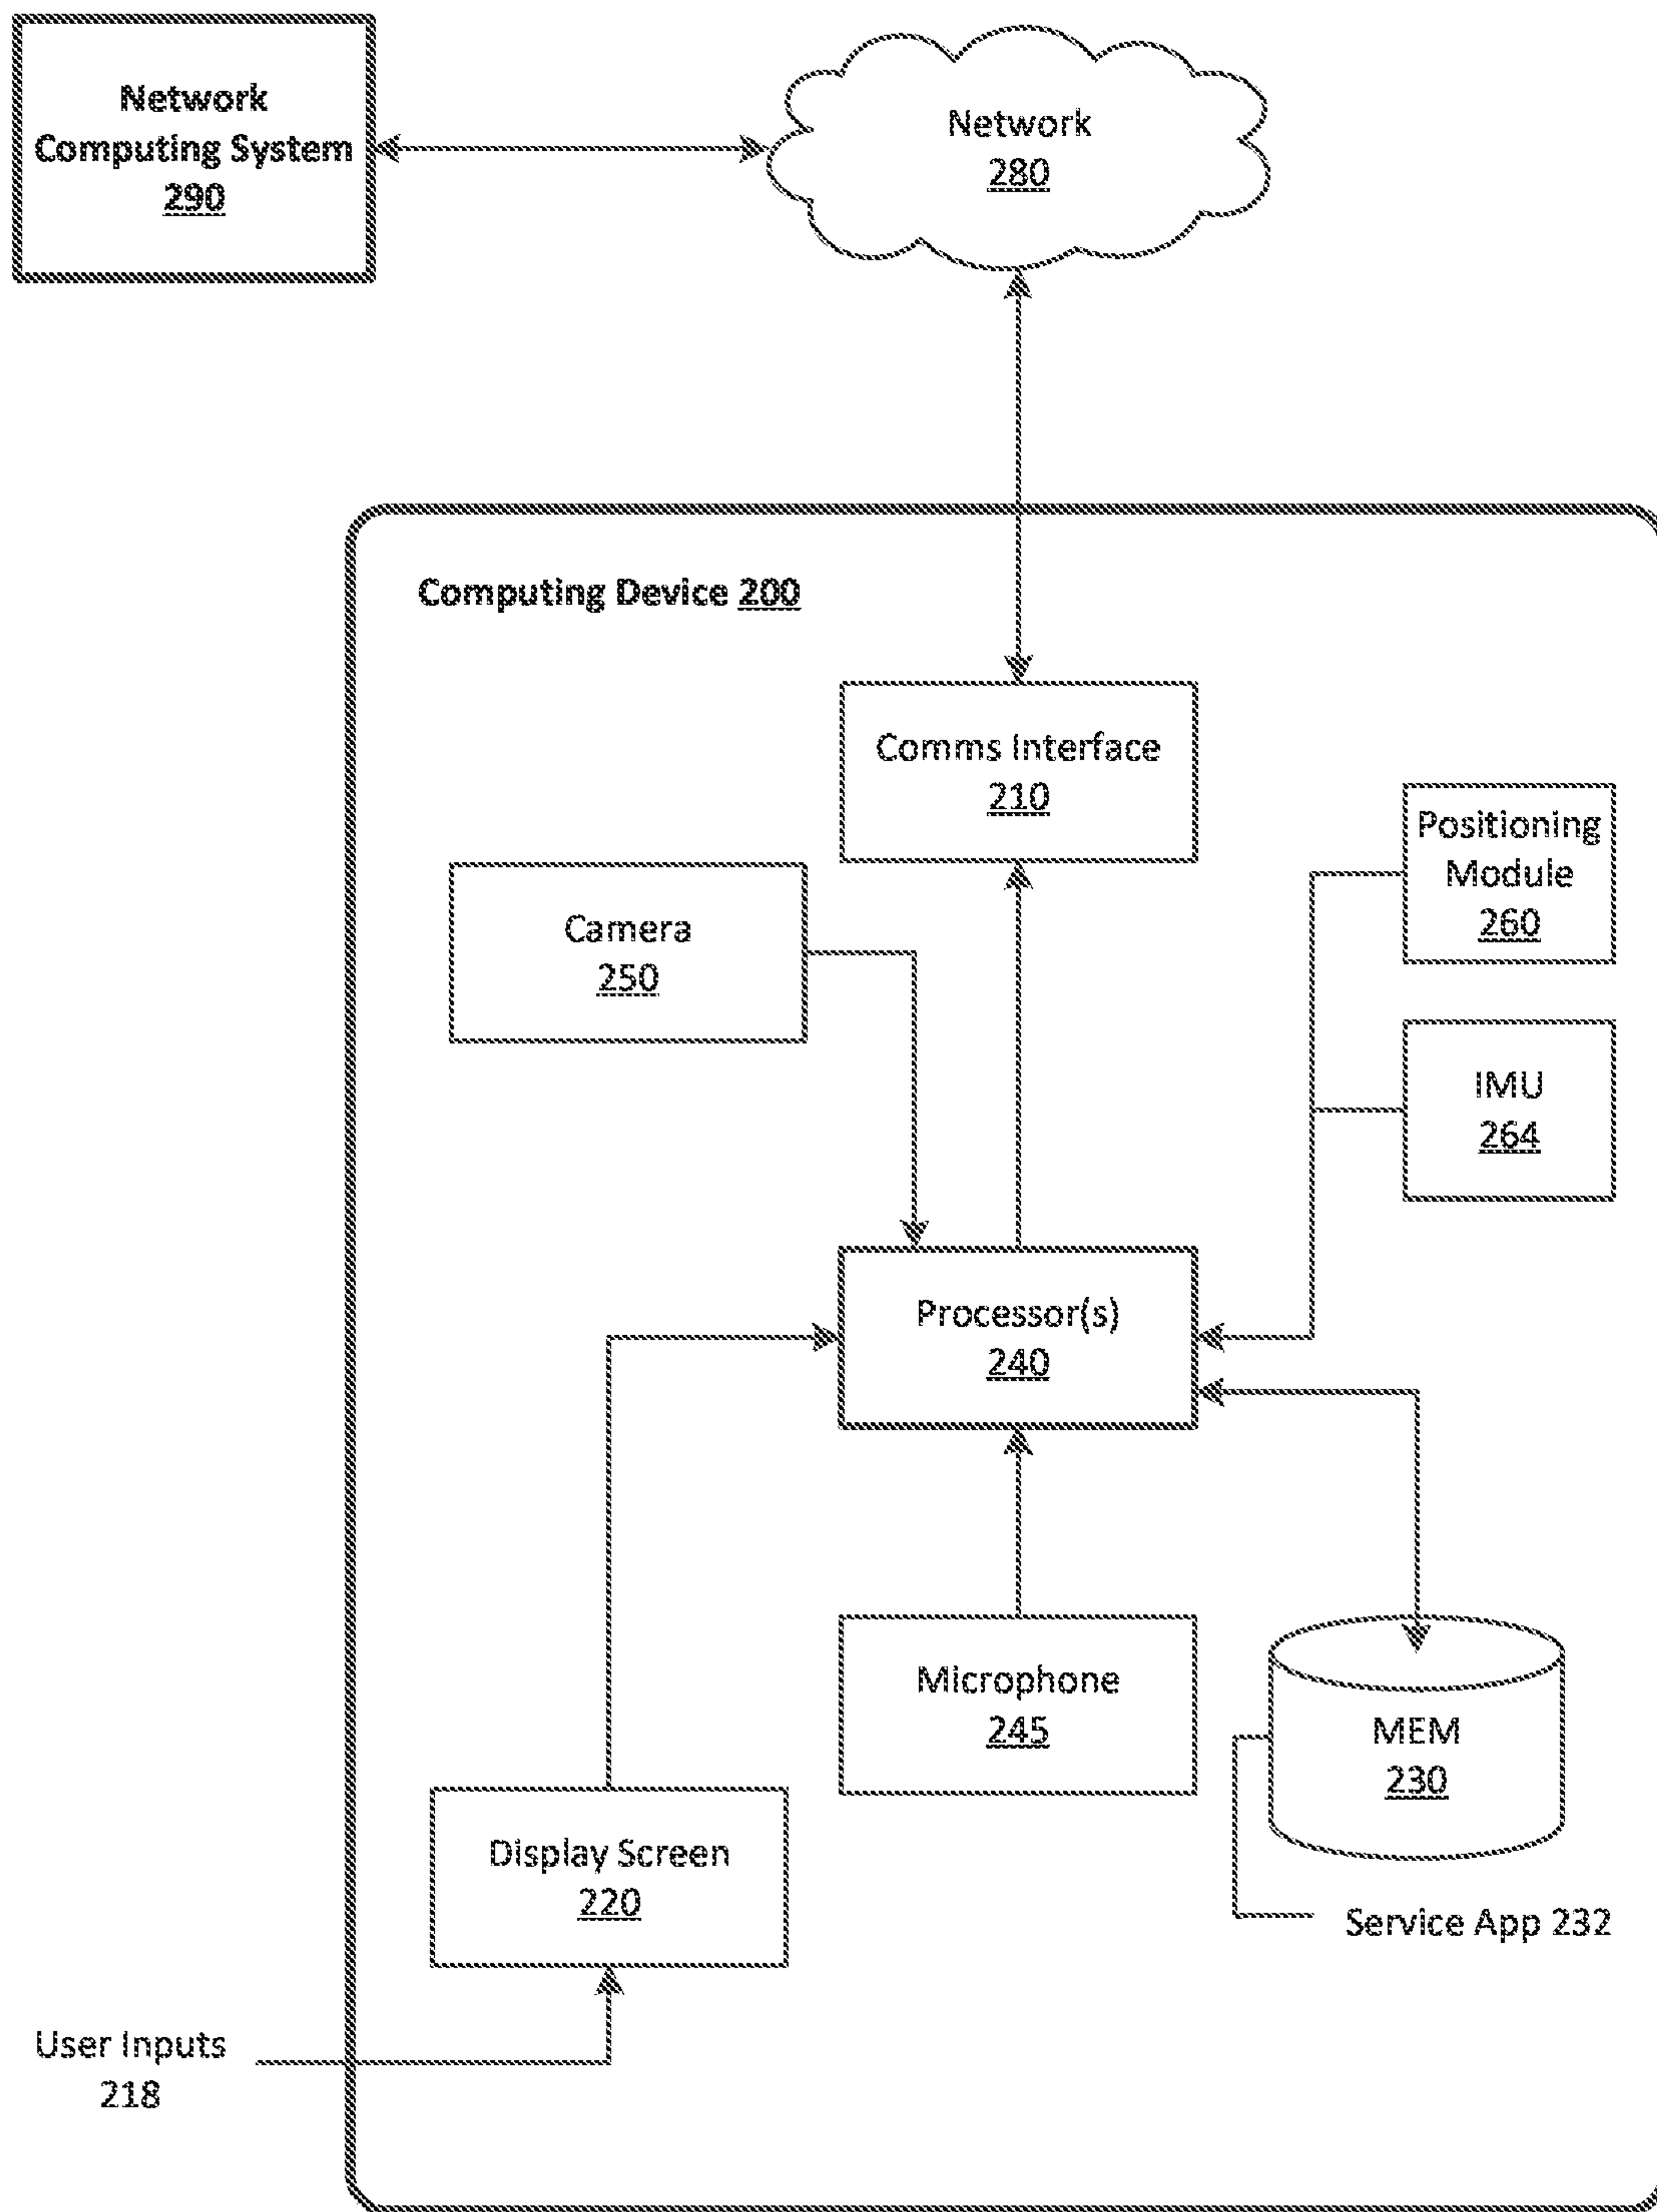 Network
Computing System
290
Network
280
Computing Device 200
Comms Interface
210
Positioning
Module
260
Camera
250
IMU
264
Processor(s)
240
Microphone
245
MEM
230
Display Screen
220
Service App 232
User Inputs
218